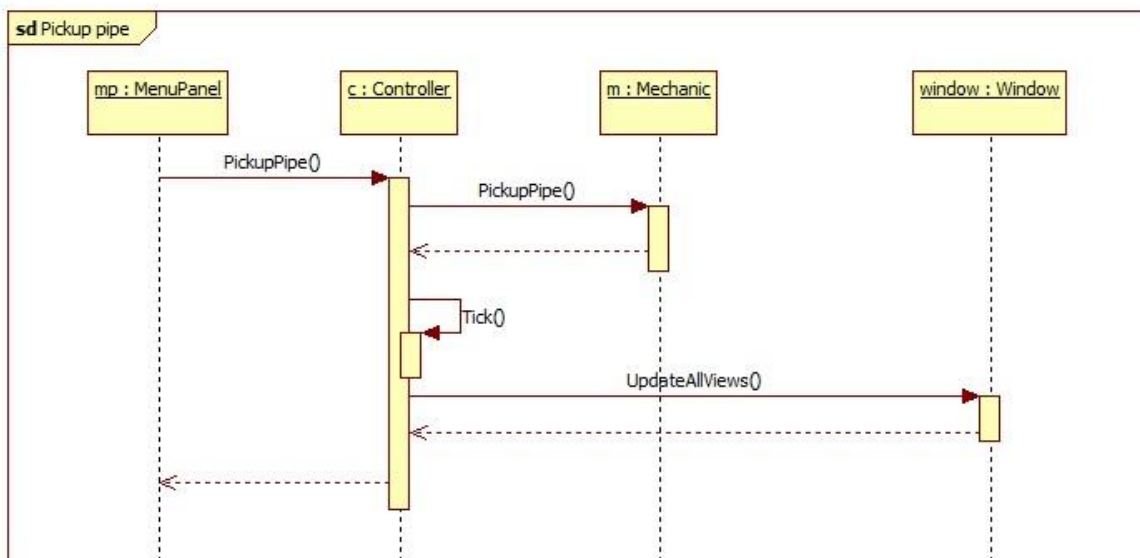 sd Pickup pipe
mp : MenuPanel
c : Controller
m : Mechanic
window : Window
PickupPipe()
PickupPipe()
Tick()
UpdateAllViews()